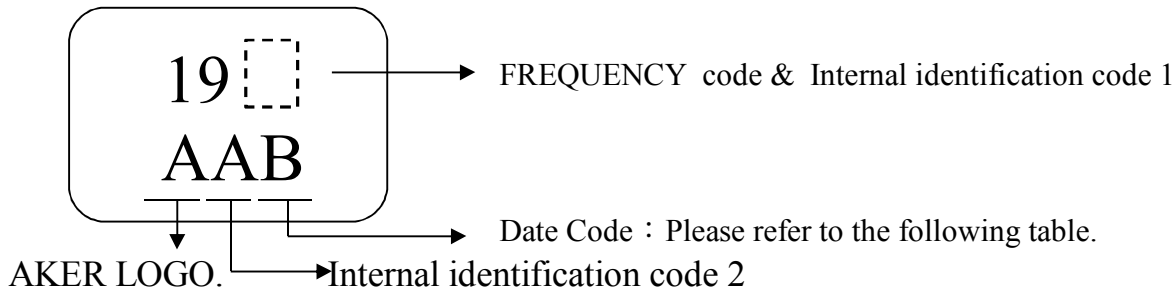 19 FREQUENCY code & Internal identification code 1
AAB
Date Code：Please refer to the following table.
AKER LOGO. Internal identification code 2